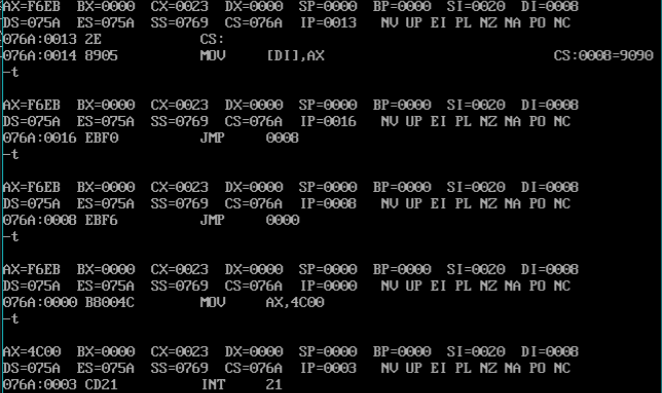 AX=F6EB BX=0000 CX=0023 DX=0000 SP=0000 BP=0000 SI=0020 DI=0008
DS=075A ES=075A SS=0769 CS=076A IP=0013 NV UP EI PL NZ NA PO NC
076A:0013 2E CS:
076A:0014 8905 MOV [DI],AX CS:0008=9090
-t
AX=F6EB BX=0000 CX=0023 DX=0000 SP=0000 BP=0000 SI=0020 DI=0008
DS=075A ES=075A SS=0769 CS=076A IP=0016 NV UP EI PL NZ NA PO NC
076A:0016 EBF0 JMP 0008
-t
AX=F6EB BX=0000 CX=0023 DX=0000 SP=0000 BP=0000 SI=0020 DI=0008
DS=075A ES=075A SS=0769 CS=076A IP=0008 NV UP EI PL NZ NA PO NC
076A:0008 EBF6 JMP 0000
-t
AX=F6EB BX=0000 CX=0023 DX=0000 SP=0000 BP=0000 SI=0020 DI=0008
DS=075A ES=075A SS=0769 CS=076A IP=0000 NV UP EI PL NZ NA PO NC
076A:0000 B8004C MOV AX,4C00
-t
AX=4C00 BX=0000 CX=0023 DX=0000 SP=0000 BP=0000 SI=0020 DI=0008
DS=075A ES=075A SS=0769 CS=076A IP=0003 NV UP EI PL NZ NA PO NC
076A:0003 CD21 INT 21